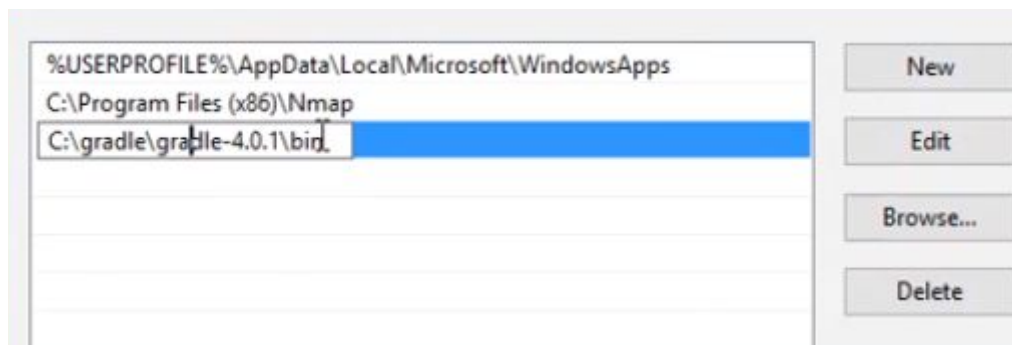 %USERPROFILE%\AppData\Local\Microsoft\WindowsApps
New
C:\Program Files (x86)\Nmap
C:\gradle\gradle-4.0.1\bin
Edit
Browse...
Delete